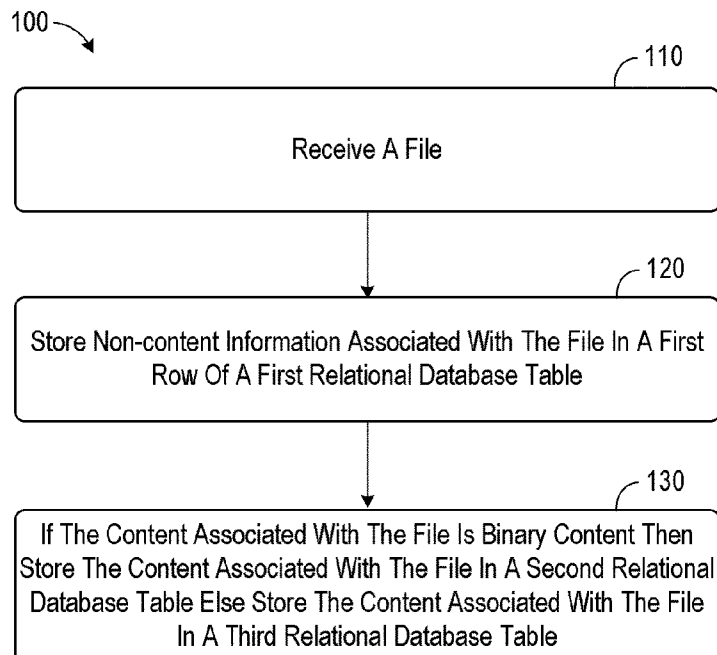 100
110
Receive A File
120
Store Non-content Information Associated With The File In A First
Row Of A First Relational Database Table
130
If The Content Associated With The File Is Binary Content Then
Store The Content Associated With The File In A Second Relational
Database Table Else Store The Content Associated With The File
In A Third Relational Database Table